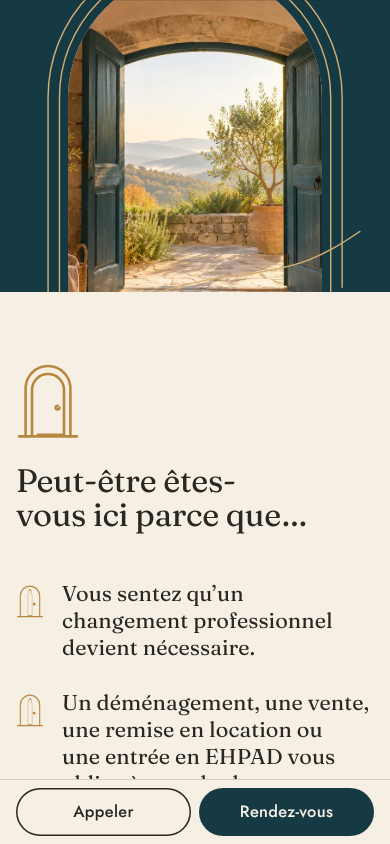 Peut-être êtes-
vous ici parce que...
Vous sentez qu’un
changement professionnel
devient nécessaire.
Un déménagement, une vente,
une remise en location ou
une entrée en EHPAD vous
Appeler
Rendez-vous